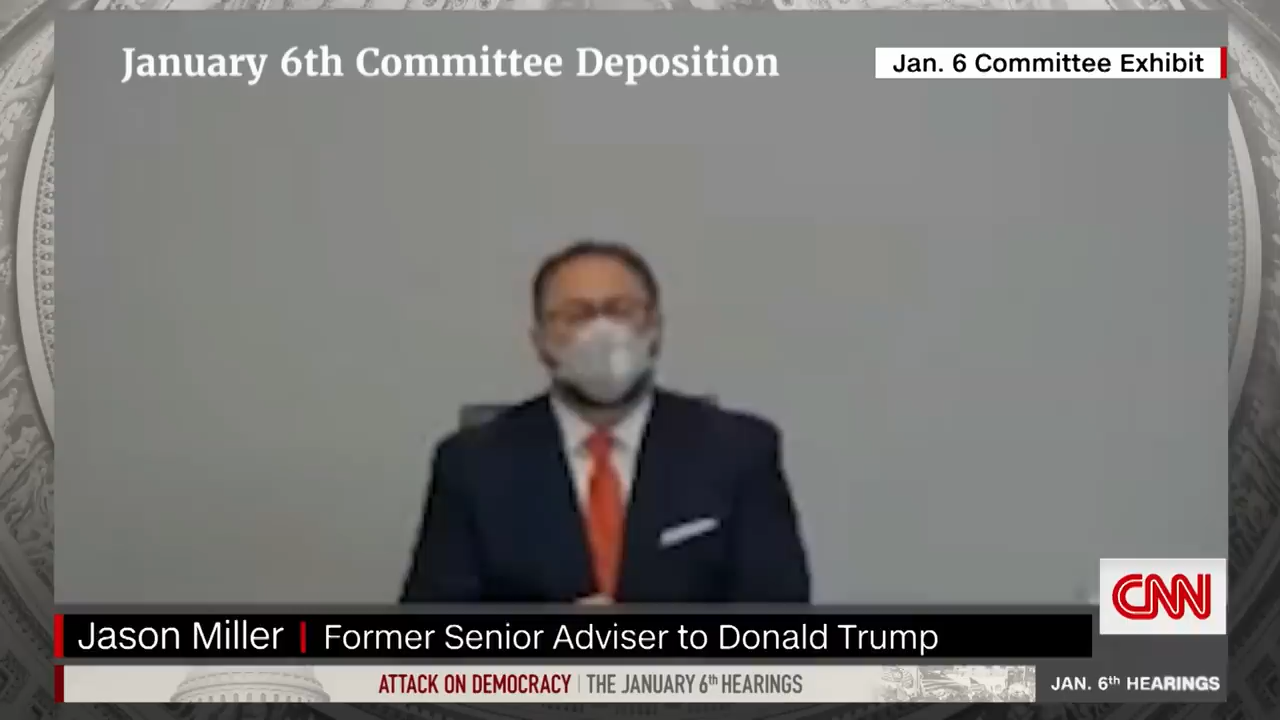 January 6th Committee Deposition
Jan. 6 Committee Exhibit
CNN
Jason Miller | Former Senior Adviser to Donald Trump
ATTACK ON DEMOCRACY | THE JANUARY 6th HEARINGS
JAN. 6th HEARINGS